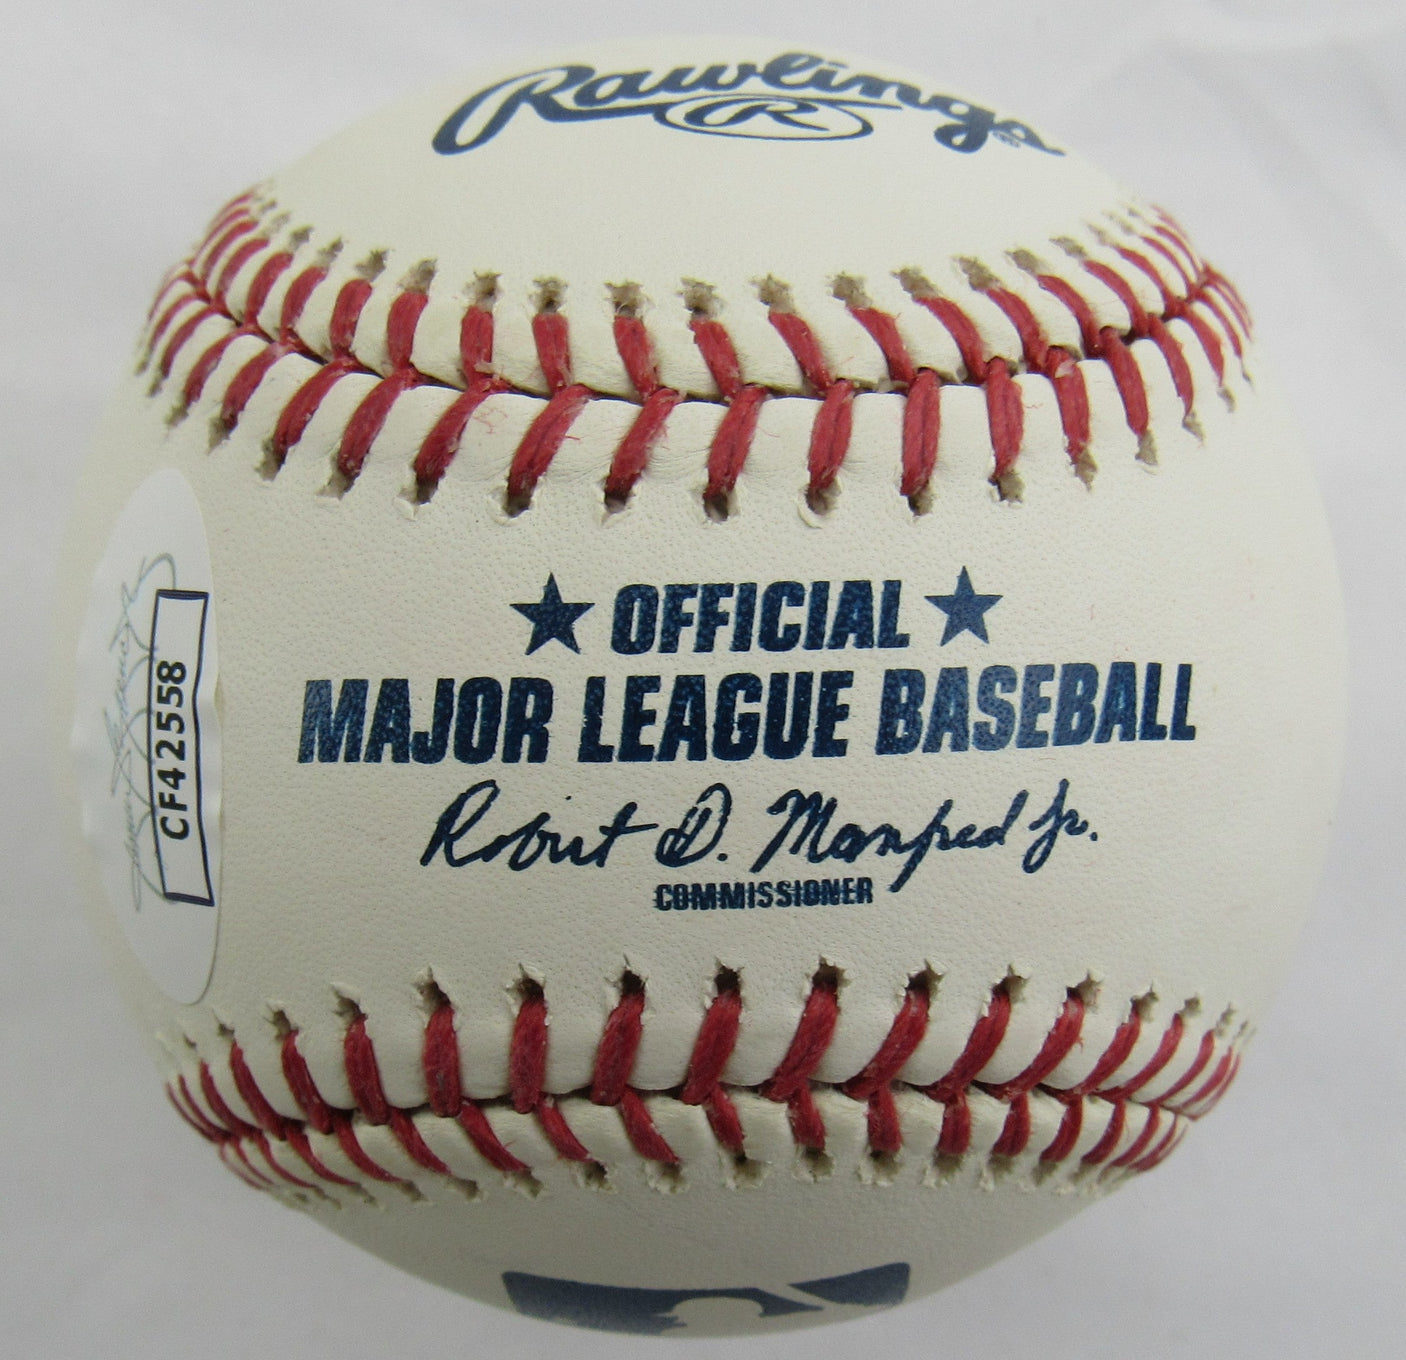 Rawlings
R
®
★ OFFICIAL ★
MAJOR LEAGUE BASEBALL
Robert D. Manfred Jr.
COMMISSIONER
CF42558